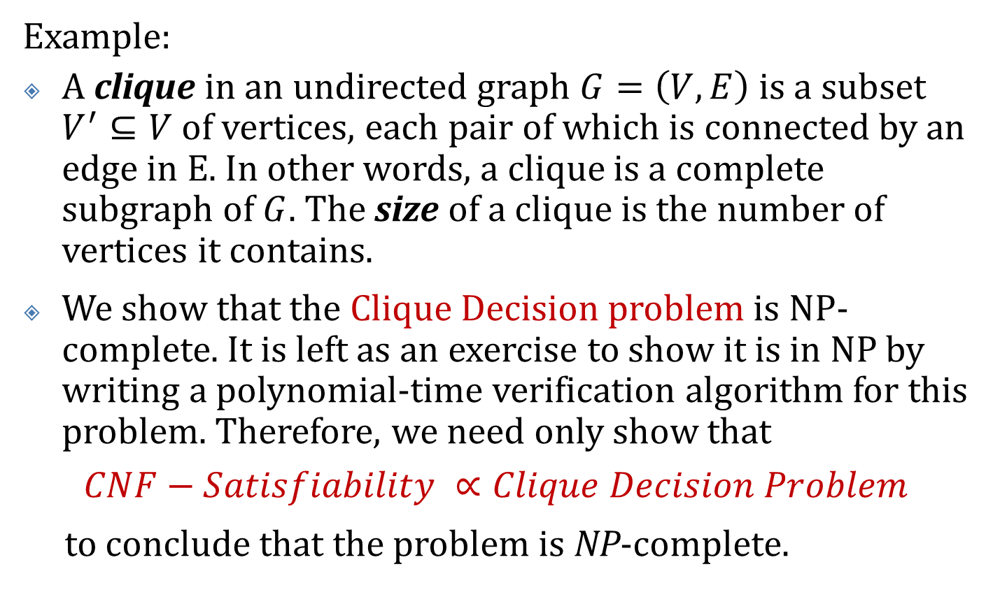 Example:
A clique in an undirected graph G = (V, E) is a subset
V′ ⊆ V of vertices, each pair of which is connected by an
edge in E. In other words, a clique is a complete
subgraph of G. The size of a clique is the number of
vertices it contains.
We show that the Clique Decision problem is NP-
complete. It is left as an exercise to show it is in NP by
writing a polynomial-time verification algorithm for this
problem. Therefore, we need only show that
CNF − Satisfiability ∝ Clique Decision Problem
to conclude that the problem is NP-complete.